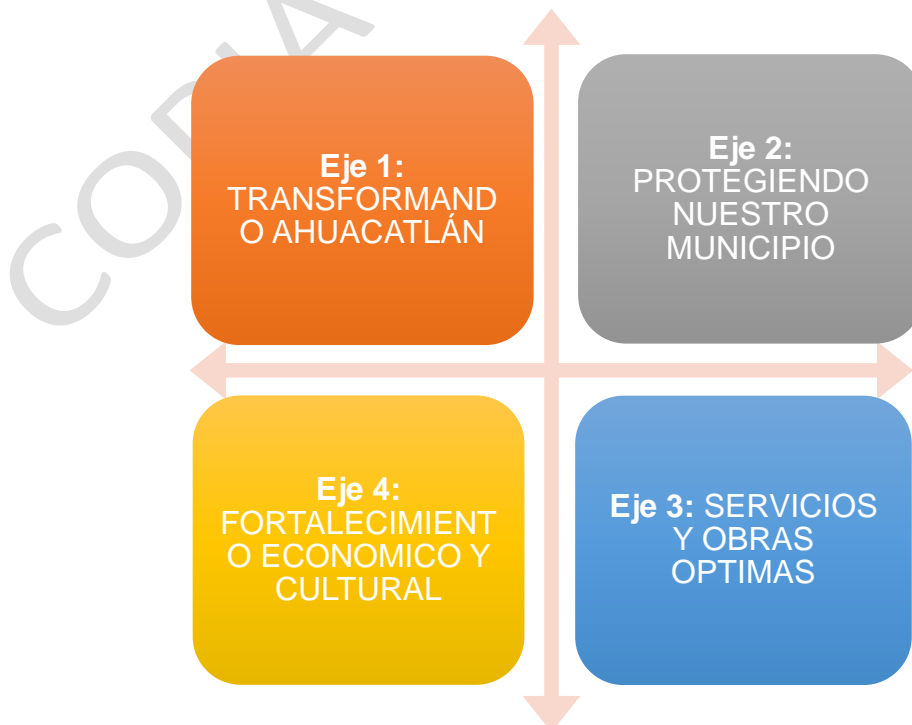 COPIA
Eje 1:
TRANSFORMAND
O AHUACATLÁN
Eje 2:
PROTEGIENDO
NUESTRO
MUNICIPIO
Eje 4:
FORTALECIMIENT
O ECONOMICO Y
CULTURAL
Eje 3: SERVICIOS
Y OBRAS
OPTIMAS